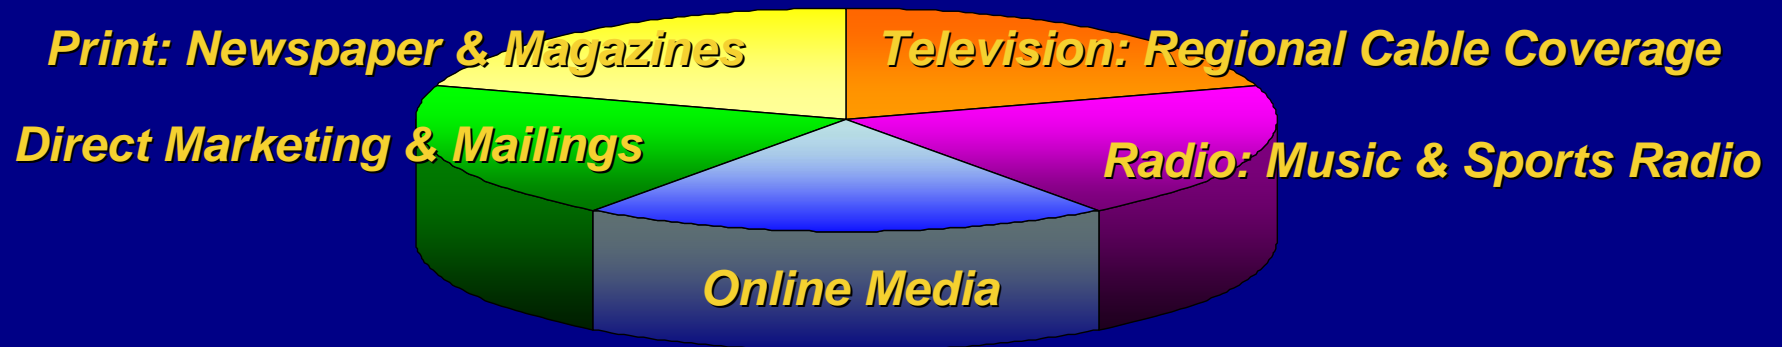 Print: Newspaper & Magazines
Television: Regional Cable Coverage
Direct Marketing & Mailings
Radio: Music & Sports Radio
Online Media